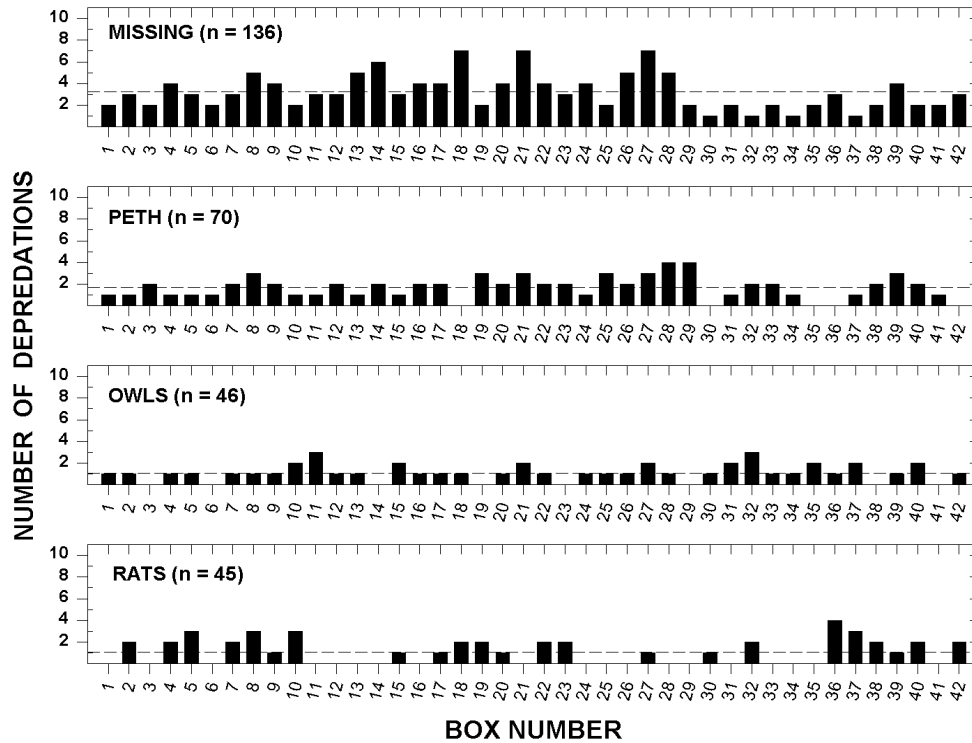 NUMBER OF DEPREDATIONS
MISSING (n = 136)
10
8
6
4
2
1 2 3 4 5 6 7 8 9 10 11 12 13 14 15 16 17 18 19 20 21 22 23 24 25 26 27 28 29 30 31 32 33 34 35 36 37 38 39 40 41 42
PETH (n = 70)
10
8
6
4
2
1 2 3 4 5 6 7 8 9 10 11 12 13 14 15 16 17 18 19 20 21 22 23 24 25 26 27 28 29 30 31 32 33 34 35 36 37 38 39 40 41 42
OWLS (n = 46)
10
8
6
4
2
1 2 3 4 5 6 7 8 9 10 11 12 13 14 15 16 17 18 19 20 21 22 23 24 25 26 27 28 29 30 31 32 33 34 35 36 37 38 39 40 41 42
RATS (n = 45)
10
8
6
4
2
1 2 3 4 5 6 7 8 9 10 11 12 13 14 15 16 17 18 19 20 21 22 23 24 25 26 27 28 29 30 31 32 33 34 35 36 37 38 39 40 41 42
BOX NUMBER